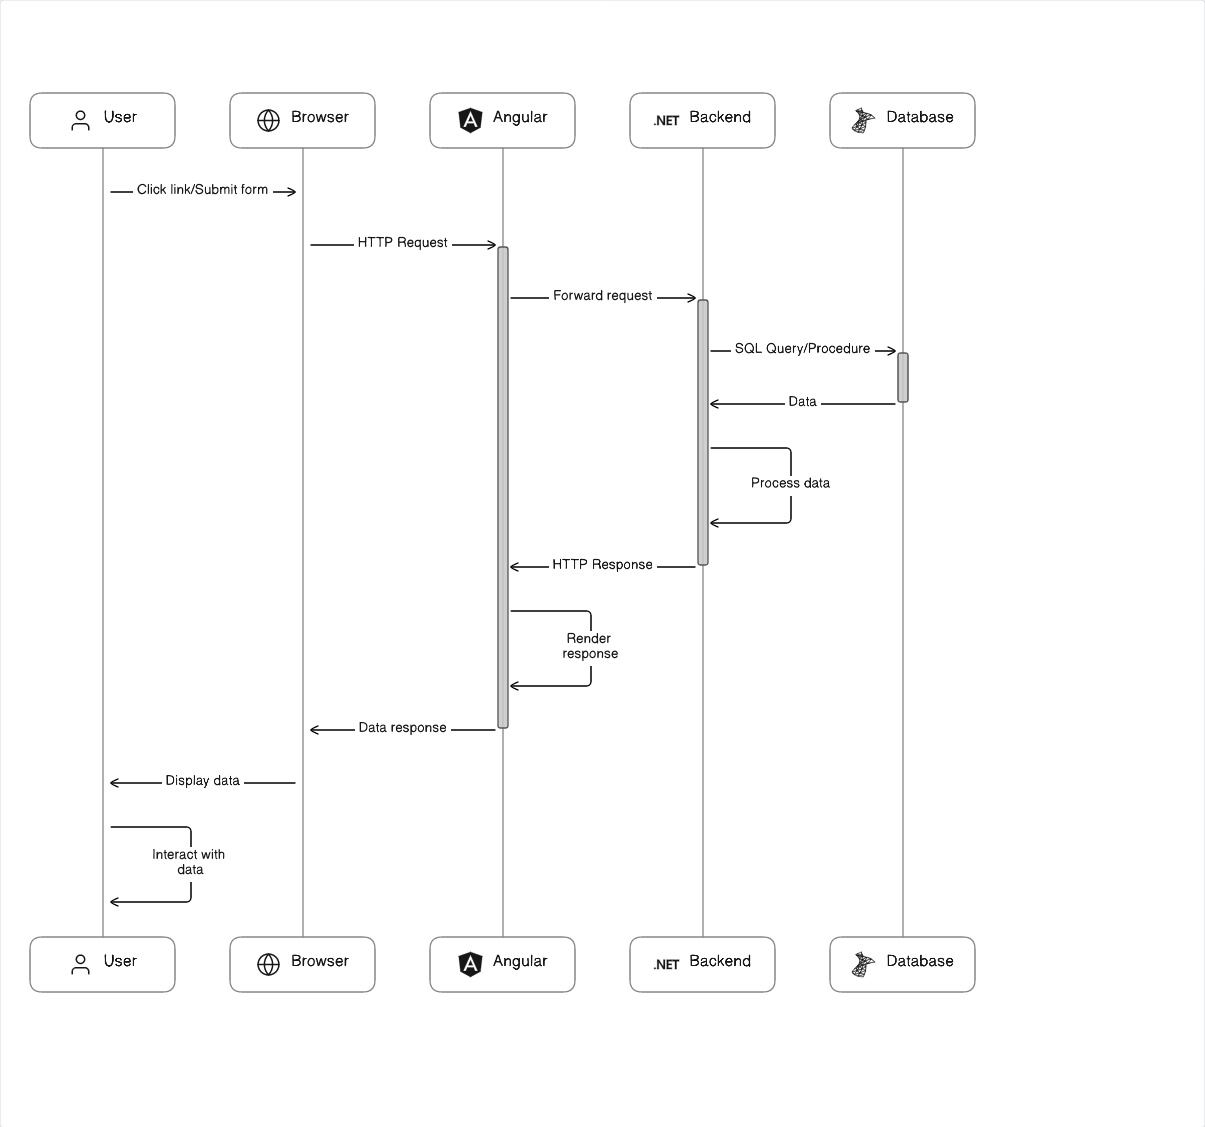 User
Browser
Angular
.NET Backend
Database
Click link/Submit form
HTTP Request
Forward request
SQL Query/Procedure
Data
Process data
HTTP Response
Render
response
Data response
Display data
Interact with
data
User
Browser
Angular
.NET Backend
Database